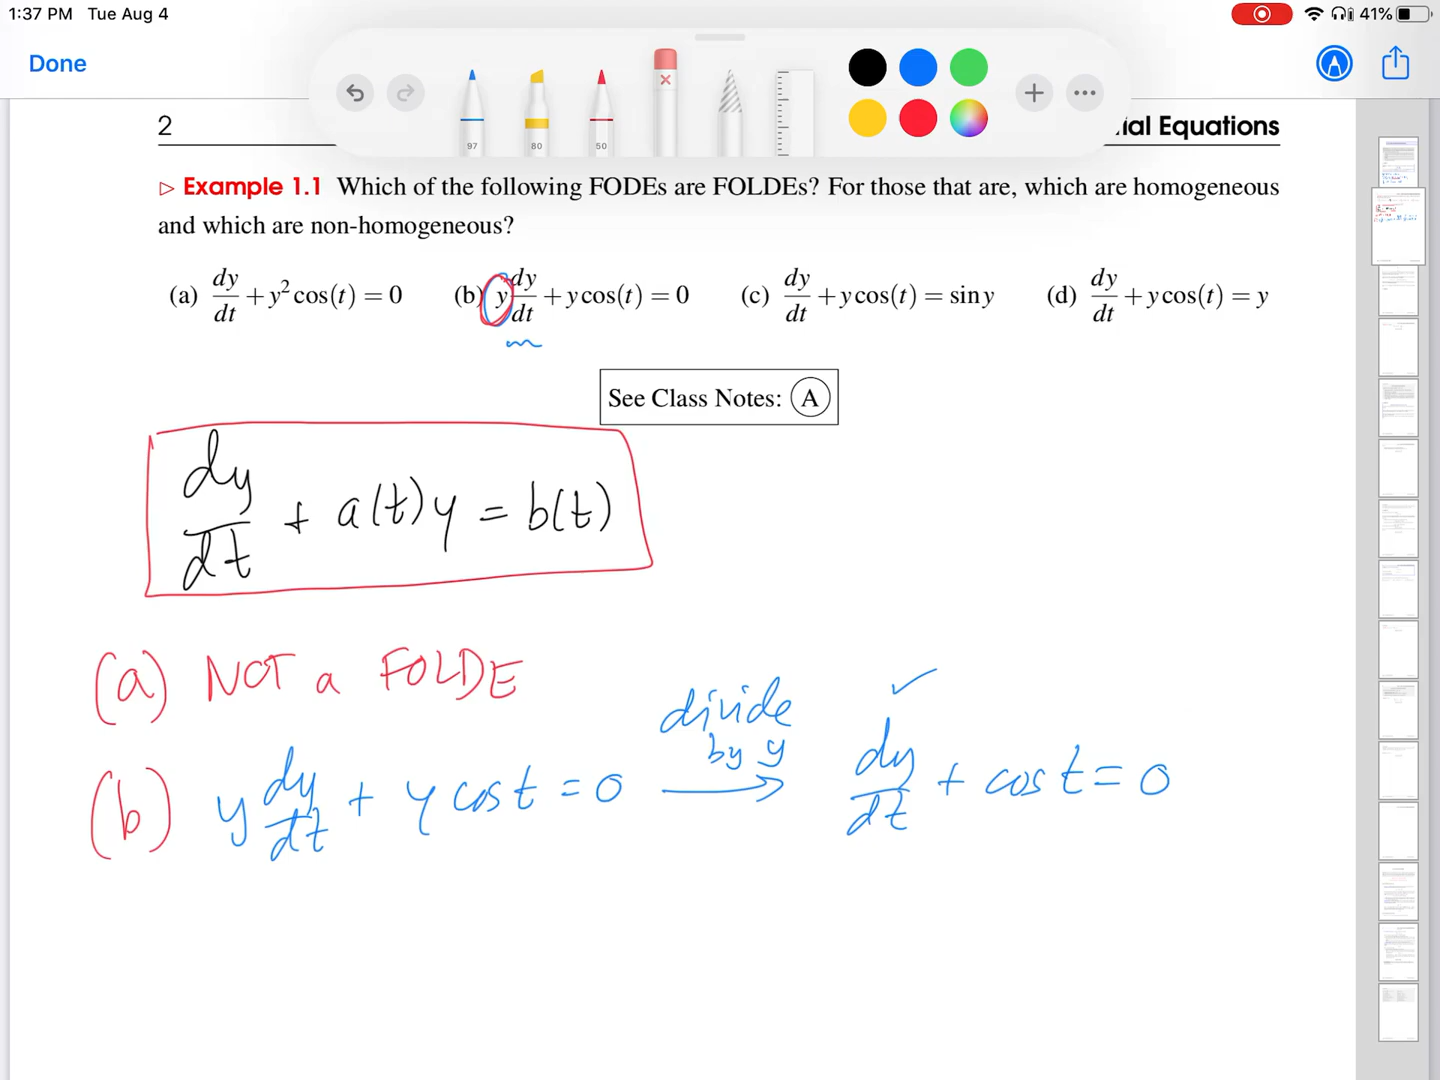 1:37 PM Tue Aug 4
41%
Done
97
80
50
2
ial Equations
▷ Example 1.1 Which of the following FODEs are FOLDEs? For those that are, which are homogeneous
and which are non-homogeneous?
(a) dy/dt + y² cos(t) = 0 (b) y dy/dt + y cos(t) = 0 (c) dy/dt + y cos(t) = sin y (d) dy/dt + y cos(t) = y
See Class Notes: Ⓐ
dy/dt + a(t)y = b(t)
(a) NOT a FOLDE
(b) y dy/dt + y cos t = 0 divide by y → dy/dt + cos t = 0 ✓